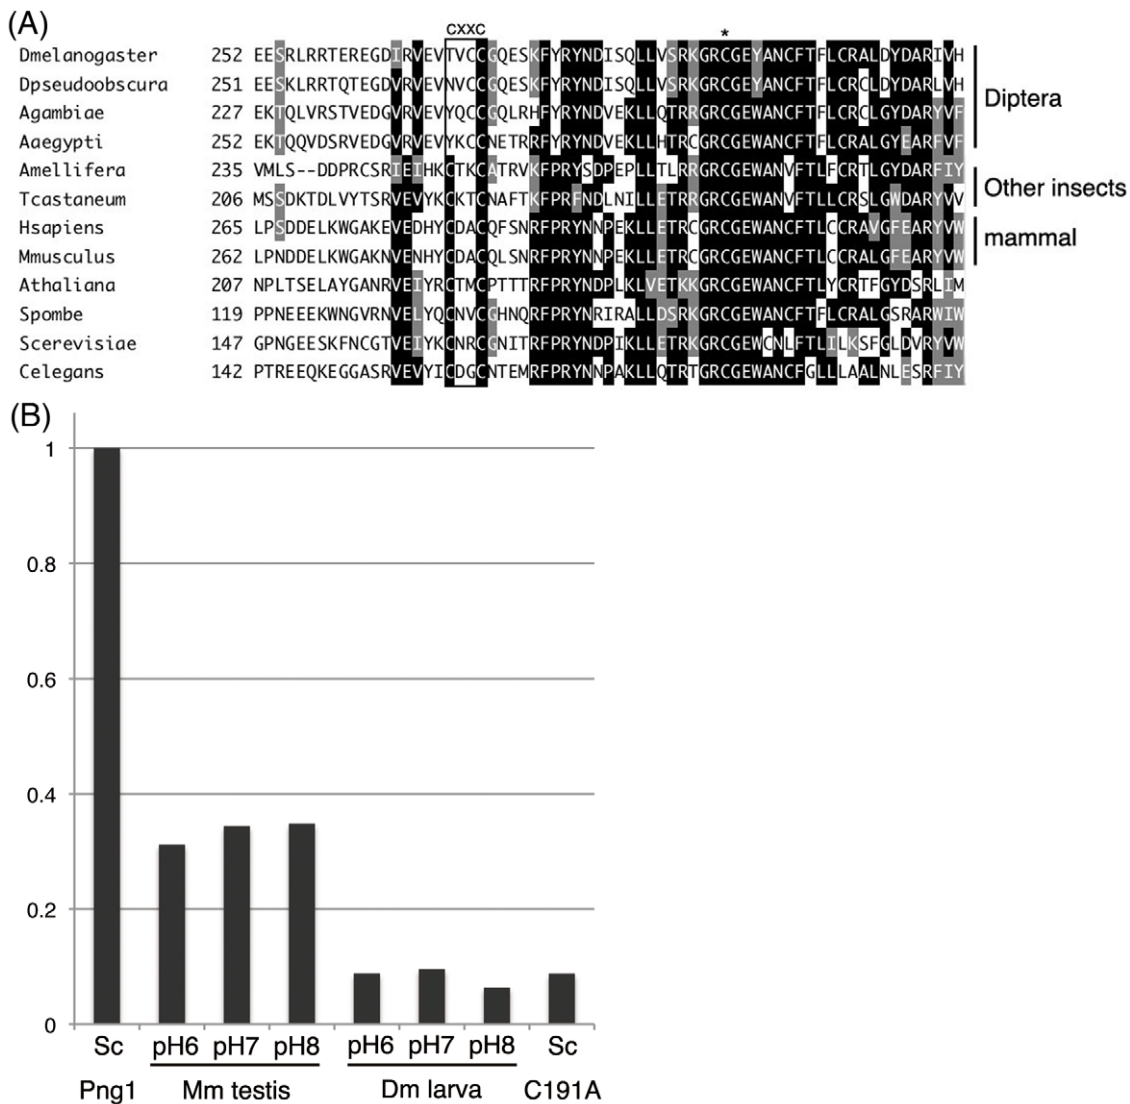 (A)
CXXC
*
Dmelanogaster 252 EESRLRRTEREGDIRVEVTVCCGQESKFYRYNDISQLLVSRKGRCGEYANCFTFLCRALDYDARIVH
Dpseudoobscura 251 EESKLRRTQTEGDVRVEVNVCCGQESKFYRYNDISQLLVSRKGRCGEYANCFTFLCRCLDYDARLVH
Agambiae 227 EKTQLVRSTVEDGVRVEVYQCCGQLRHFYRYNDVEKLLQTRRGRCGEWANCFTFLCRCLGYDARYVF
Aaegypti 252 EKTQQVDSRVEDGVRVEVYKCCNETRRFYRYNDVEKLLHTRCGRCGEWANCFTFLCRALGYEARFVF
Diptera
Amellifera 235 VMLS--DDPRCSRIEIHKCTKCATRVKFPRYSDPEPLLTLRRGRCGEWANVFTLFCRTLGYDARFIY
Tcastaneum 206 MSSDKTDLVYTSRVEVYKCKTCNAFTKFPRFNDLNILLETRRGRCGEWANVFTLLCRSLGWDARYVV
Other insects
Hsapiens 265 LPSDDELKWGAKEVEDHYCDACQFSNRFPRYNNPEKLLETRCGRCGEWANCFTLCCRAVGFEARYVW
Mmusculus 262 LPNDDELKWGAKNVENHYCDACQLSNRFPRYNNPEKLLETRCGRCGEWANCFTLCCRALGFEARYVW
mammal
Athaliana 207 NPLTSELAYGANRVEIYRCTMCPTTTRFPRYNDPLKLVETKKGRCGEWANCFTLYCRTFGYDSRLIM
Spombe 119 PPNEEEKWNGVRNVELYQCNVCGHNQRFPRYNRIRALLDSRKGRCGEWANCFTFLCRALGSRARWIW
Scerevisiae 147 GPNGEESKFNCGTVEIYKCNRCGNITRFPRYNDPIKLLETRKGRCGEWCNLFTLILKSFGLDVRYVW
Celegans 142 PTREEQKEGGASRVEVYICDGCNTEMRFPRYNNPAKLLQTRTGRCGEWANCFGLLLAALNLESRFIY
(B)
1
0.8
0.6
0.4
0.2
0
Sc pH6 pH7 pH8 pH6 pH7 pH8 Sc
Png1 Mm testis Dm larva C191A